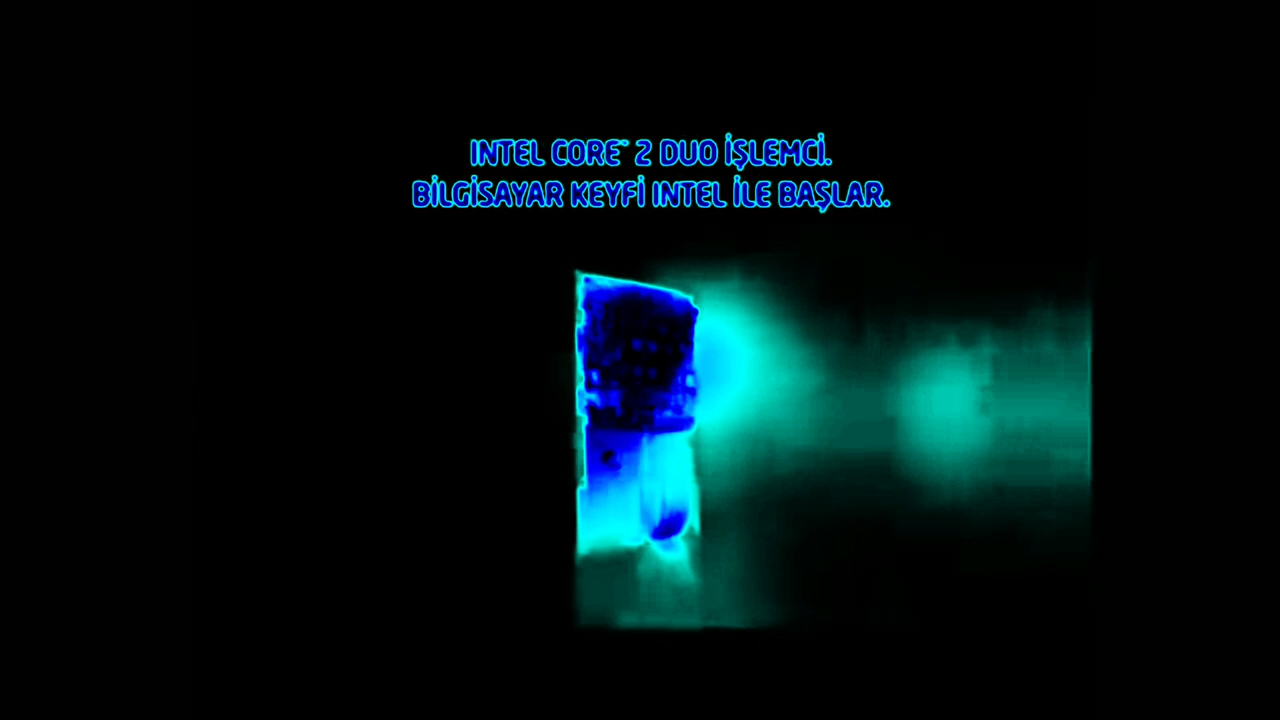 INTEL CORE™ 2 DUO İŞLEMCİ.
BİLGİSAYAR KEYFİ INTEL İLE BAŞLAR.